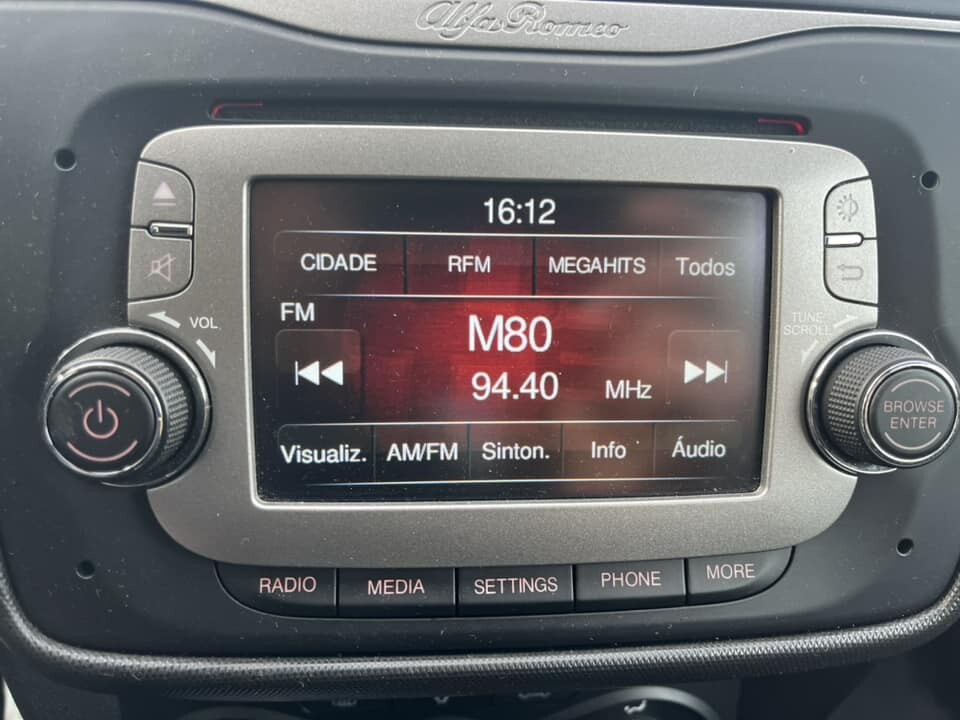 Alfa Romeo
16:12
CIDADE RFM MEGAHITS Todos
FM
M80
94.40 MHz
Visualiz. AM/FM Sinton. Info Áudio
VOL
TUNE
SCROLL
BROWSE
ENTER
RADIO MEDIA SETTINGS PHONE MORE